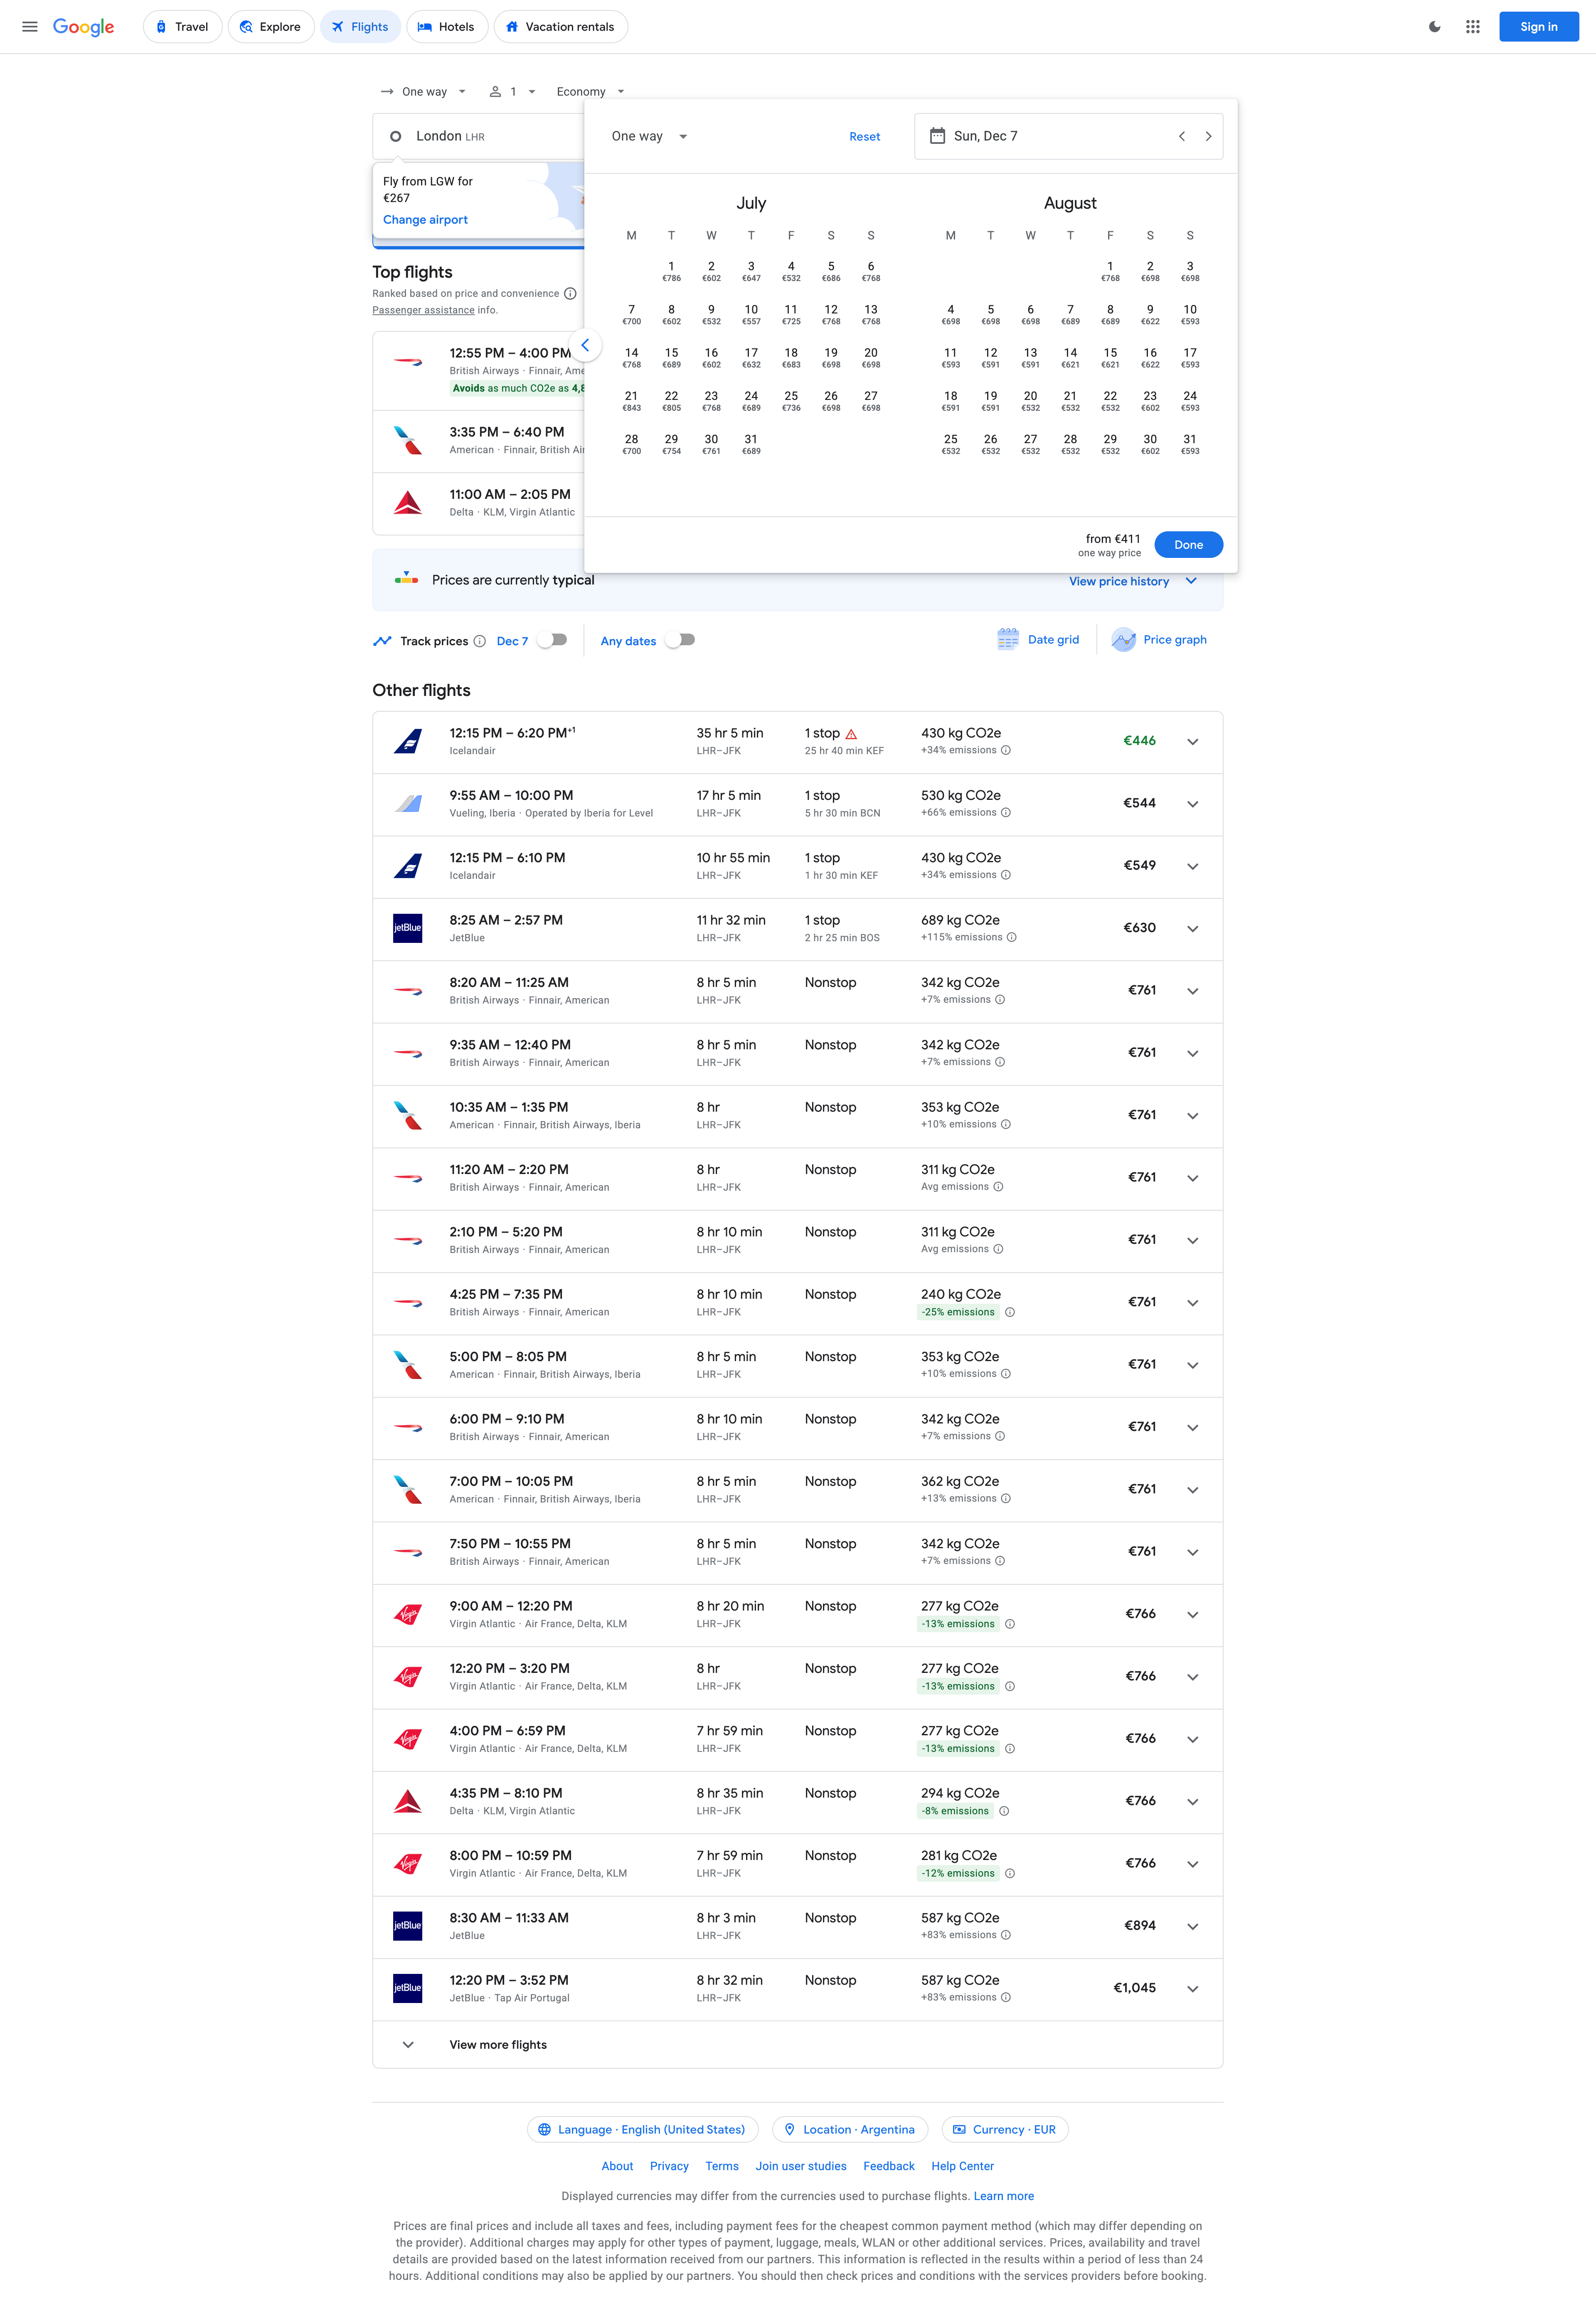 Google
Travel
Explore
Flights
Hotels
Vacation rentals
Sign in
One way
1
Economy
London LHR
Fly from LGW for
€267
Change airport
One way
Reset
Sun, Dec 7
July
M T W T F S S
1 2 3 4 5 6
€786 €602 €647 €532 €686 €768
7 8 9 10 11 12 13
€700 €602 €532 €557 €725 €768 €768
14 15 16 17 18 19 20
€768 €689 €602 €632 €683 €698 €698
21 22 23 24 25 26 27
€843 €805 €768 €689 €736 €698 €698
28 29 30 31
€700 €754 €761 €689
August
M T W T F S S
1 2 3
€768 €698 €698
4 5 6 7 8 9 10
€698 €698 €698 €689 €689 €622 €593
11 12 13 14 15 16 17
€593 €591 €591 €621 €621 €622 €593
18 19 20 21 22 23 24
€591 €591 €532 €532 €532 €602 €593
25 26 27 28 29 30 31
€532 €532 €532 €532 €532 €602 €593
from €411
one way price
Done
Top flights
Ranked based on price and convenience
Passenger assistance info.
12:55 PM – 4:00 PM
British Airways · Finnair, Ame
Avoids as much CO2e as 4,8
3:35 PM – 6:40 PM
American · Finnair, British Air
11:00 AM – 2:05 PM
Delta · KLM, Virgin Atlantic
Prices are currently typical
View price history
Track prices
Dec 7
Any dates
Date grid
Price graph
Other flights
12:15 PM – 6:20 PM+1 35 hr 5 min 1 stop 430 kg CO2e €446
Icelandair LHR–JFK 25 hr 40 min KEF +34% emissions
9:55 AM – 10:00 PM 17 hr 5 min 1 stop 530 kg CO2e €544
Vueling, Iberia · Operated by Iberia for Level LHR–JFK 5 hr 30 min BCN +66% emissions
12:15 PM – 6:10 PM 10 hr 55 min 1 stop 430 kg CO2e €549
Icelandair LHR–JFK 1 hr 30 min KEF +34% emissions
jetBlue
8:25 AM – 2:57 PM 11 hr 32 min 1 stop 689 kg CO2e €630
JetBlue LHR–JFK 2 hr 25 min BOS +115% emissions
8:20 AM – 11:25 AM 8 hr 5 min Nonstop 342 kg CO2e €761
British Airways · Finnair, American LHR–JFK +7% emissions
9:35 AM – 12:40 PM 8 hr 5 min Nonstop 342 kg CO2e €761
British Airways · Finnair, American LHR–JFK +7% emissions
10:35 AM – 1:35 PM 8 hr Nonstop 353 kg CO2e €761
American · Finnair, British Airways, Iberia LHR–JFK +10% emissions
11:20 AM – 2:20 PM 8 hr Nonstop 311 kg CO2e €761
British Airways · Finnair, American LHR–JFK Avg emissions
2:10 PM – 5:20 PM 8 hr 10 min Nonstop 311 kg CO2e €761
British Airways · Finnair, American LHR–JFK Avg emissions
4:25 PM – 7:35 PM 8 hr 10 min Nonstop 240 kg CO2e €761
British Airways · Finnair, American LHR–JFK -25% emissions
5:00 PM – 8:05 PM 8 hr 5 min Nonstop 353 kg CO2e €761
American · Finnair, British Airways, Iberia LHR–JFK +10% emissions
6:00 PM – 9:10 PM 8 hr 10 min Nonstop 342 kg CO2e €761
British Airways · Finnair, American LHR–JFK +7% emissions
7:00 PM – 10:05 PM 8 hr 5 min Nonstop 362 kg CO2e €761
American · Finnair, British Airways, Iberia LHR–JFK +13% emissions
7:50 PM – 10:55 PM 8 hr 5 min Nonstop 342 kg CO2e €761
British Airways · Finnair, American LHR–JFK +7% emissions
9:00 AM – 12:20 PM 8 hr 20 min Nonstop 277 kg CO2e €766
Virgin Atlantic · Air France, Delta, KLM LHR–JFK -13% emissions
12:20 PM – 3:20 PM 8 hr Nonstop 277 kg CO2e €766
Virgin Atlantic · Air France, Delta, KLM LHR–JFK -13% emissions
4:00 PM – 6:59 PM 7 hr 59 min Nonstop 277 kg CO2e €766
Virgin Atlantic · Air France, Delta, KLM LHR–JFK -13% emissions
4:35 PM – 8:10 PM 8 hr 35 min Nonstop 294 kg CO2e €766
Delta · KLM, Virgin Atlantic LHR–JFK -8% emissions
8:00 PM – 10:59 PM 7 hr 59 min Nonstop 281 kg CO2e €766
Virgin Atlantic · Air France, Delta, KLM LHR–JFK -12% emissions
jetBlue
8:30 AM – 11:33 AM 8 hr 3 min Nonstop 587 kg CO2e €894
JetBlue LHR–JFK +83% emissions
jetBlue
12:20 PM – 3:52 PM 8 hr 32 min Nonstop 587 kg CO2e €1,045
JetBlue · Tap Air Portugal LHR–JFK +83% emissions
View more flights
Language · English (United States)
Location · Argentina
Currency · EUR
About Privacy Terms Join user studies Feedback Help Center
Displayed currencies may differ from the currencies used to purchase flights. Learn more
Prices are final prices and include all taxes and fees, including payment fees for the cheapest common payment method (which may differ depending on
the provider). Additional charges may apply for other types of payment, luggage, meals, WLAN or other additional services. Prices, availability and travel
details are provided based on the latest information received from our partners. This information is reflected in the results within a period of less than 24
hours. Additional conditions may also be applied by our partners. You should then check prices and conditions with the services providers before booking.